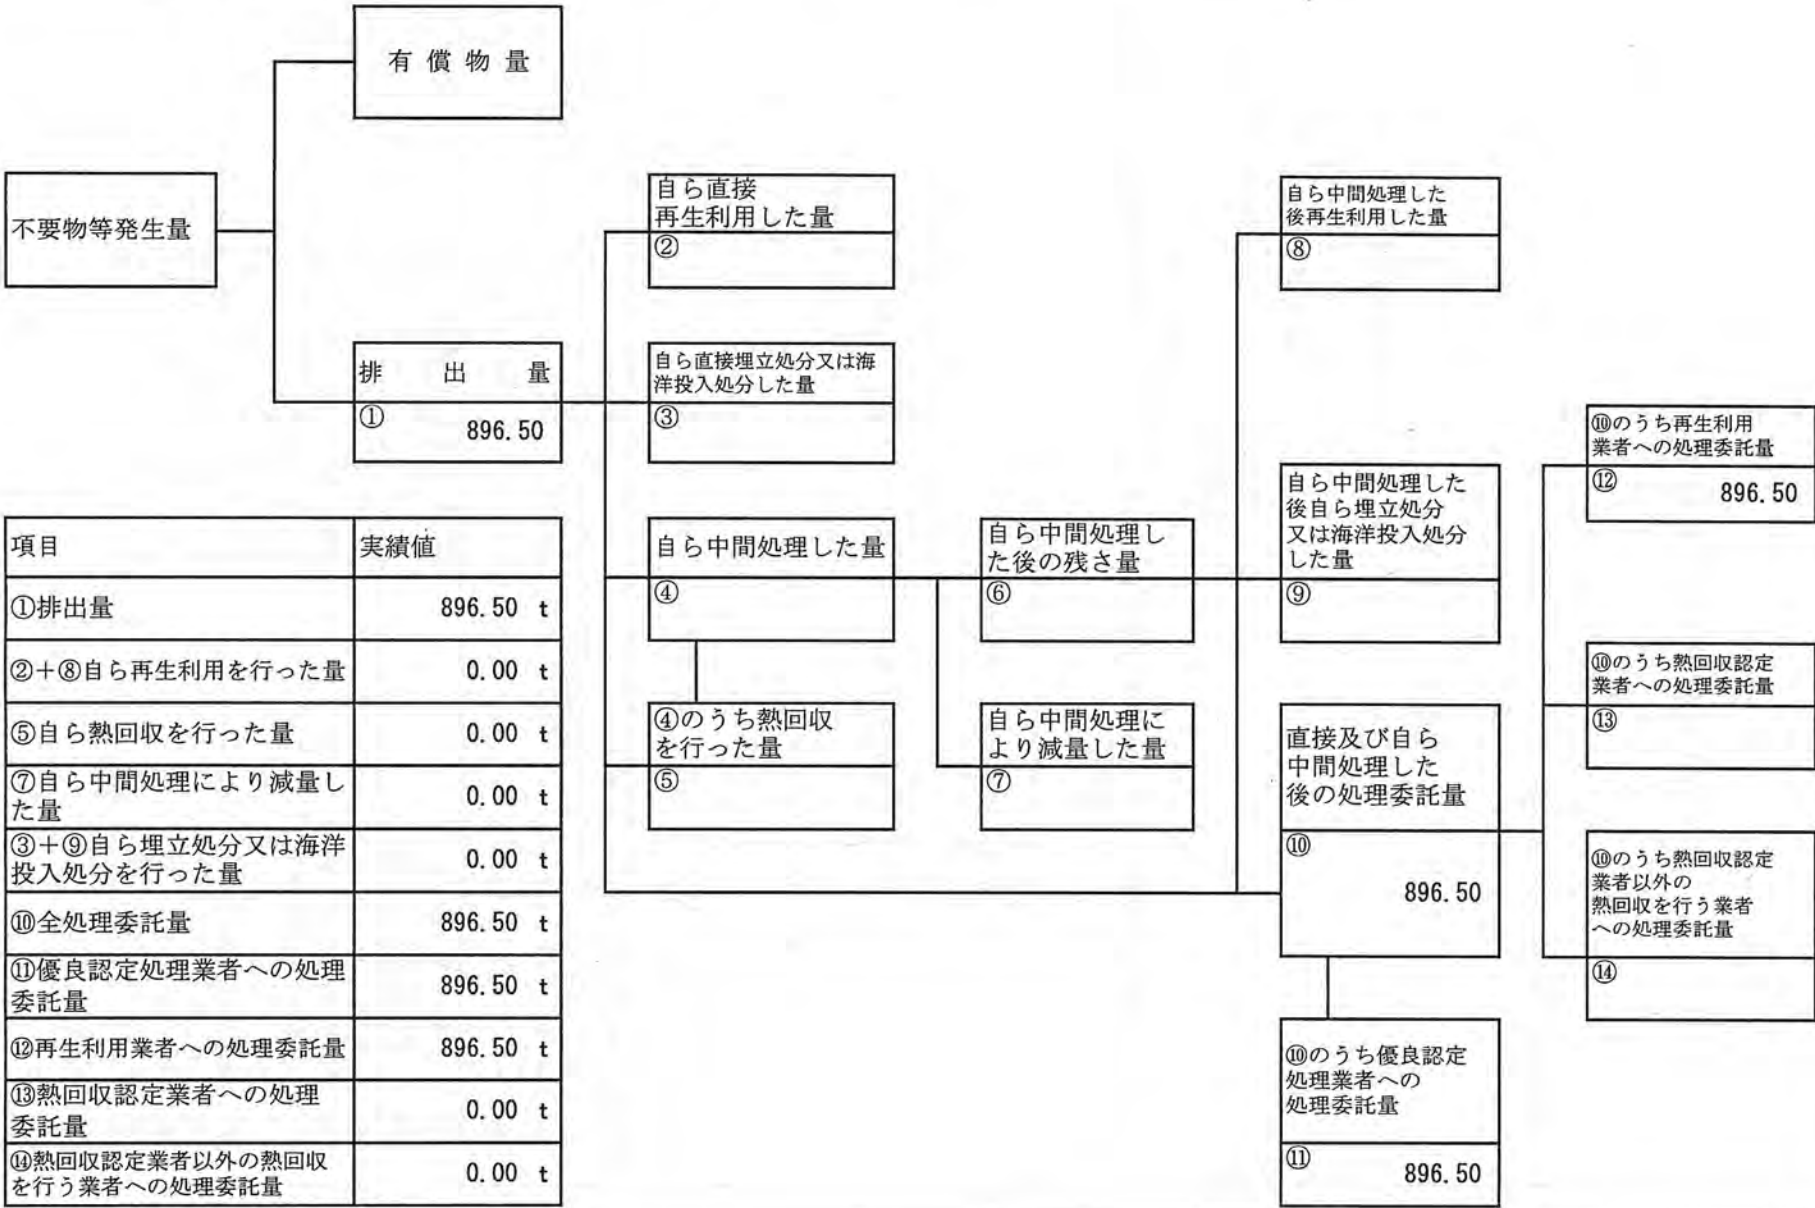 有 償 物 量
不要物等発生量
排 出 量
① 896.50
自ら直接
再生利用した量
②
自ら直接埋立処分又は海
洋投入処分した量
③
自ら中間処理した量
④
④のうち熱回収
を行った量
⑤
自ら中間処理し
た後の残さ量
⑥
自ら中間処理に
より減量した量
⑦
自ら中間処理した
後再生利用した量
⑧
自ら中間処理した
後自ら埋立処分
又は海洋投入処分
した量
⑨
直接及び自ら
中間処理した
後の処理委託量
⑩
896.50
⑩のうち優良認定
処理業者への
処理委託量
⑪ 896.50
⑩のうち再生利用
業者への処理委託量
⑫ 896.50
⑩のうち熱回収認定
業者への処理委託量
⑬
⑩のうち熱回収認定
業者以外の
熱回収を行う業者
への処理委託量
⑭
項目 実績値
①排出量 896.50 t
②+⑧自ら再生利用を行った量 0.00 t
⑤自ら熱回収を行った量 0.00 t
⑦自ら中間処理により減量し
た量 0.00 t
③+⑨自ら埋立処分又は海洋
投入処分を行った量 0.00 t
⑩全処理委託量 896.50 t
⑪優良認定処理業者への処理
委託量 896.50 t
⑫再生利用業者への処理委託量 896.50 t
⑬熱回収認定業者への処理
委託量 0.00 t
⑭熱回収認定業者以外の熱回収
を行う業者への処理委託量 0.00 t